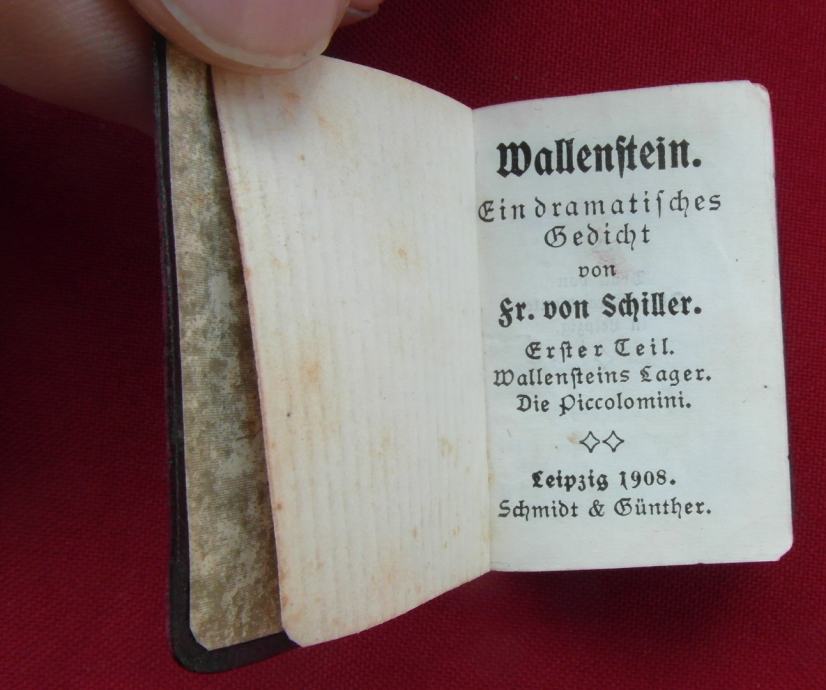 Wallenſtein.
Ein dramatiſches
Gedicht
von
Fr. von Schiller.
Erſter Teil.
Wallenſteins Lager.
Die Piccolomini.
Leipzig 1908.
Schmidt & Günther.